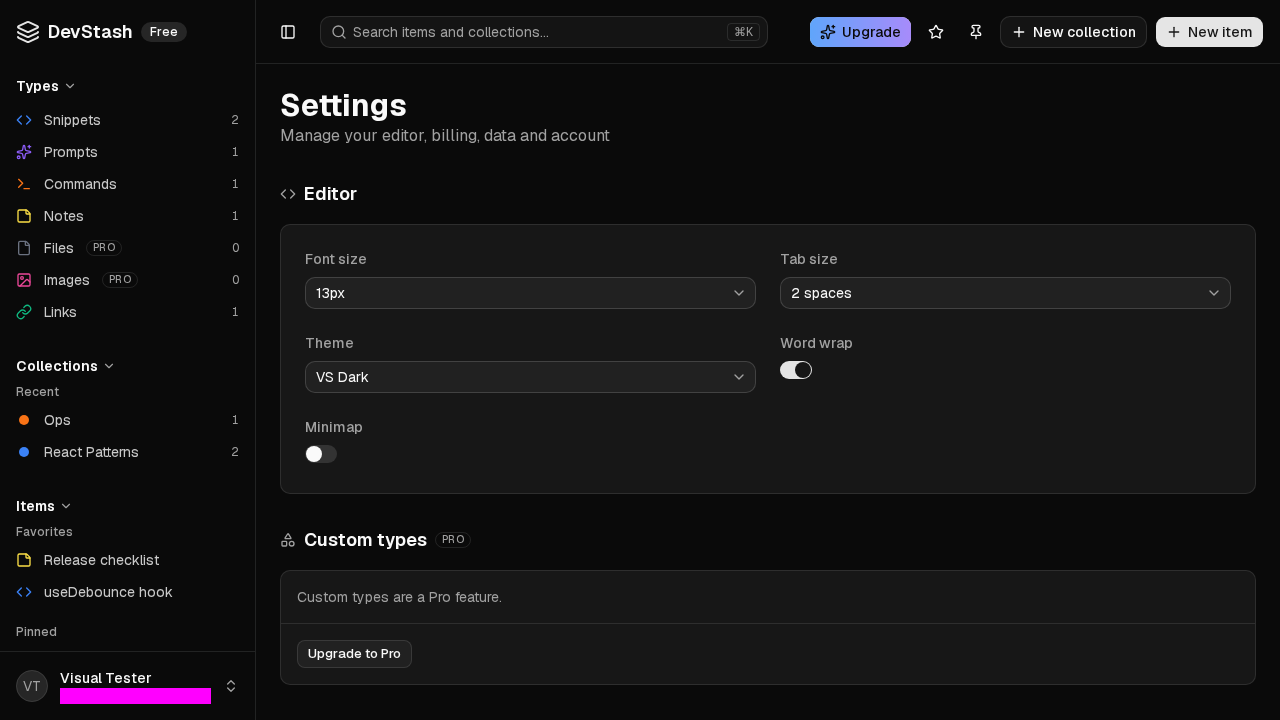 DevStash Free
Search items and collections... ⌘K
Upgrade
New collection
New item
Types
Snippets 2
Prompts 1
Commands 1
Notes 1
Files PRO 0
Images PRO 0
Links 1
Collections
Recent
Ops 1
React Patterns 2
Items
Favorites
Release checklist
useDebounce hook
Pinned
VT Visual Tester
Settings
Manage your editor, billing, data and account
Editor
Font size
13px
Tab size
2 spaces
Theme
VS Dark
Word wrap
Minimap
Custom types PRO
Custom types are a Pro feature.
Upgrade to Pro